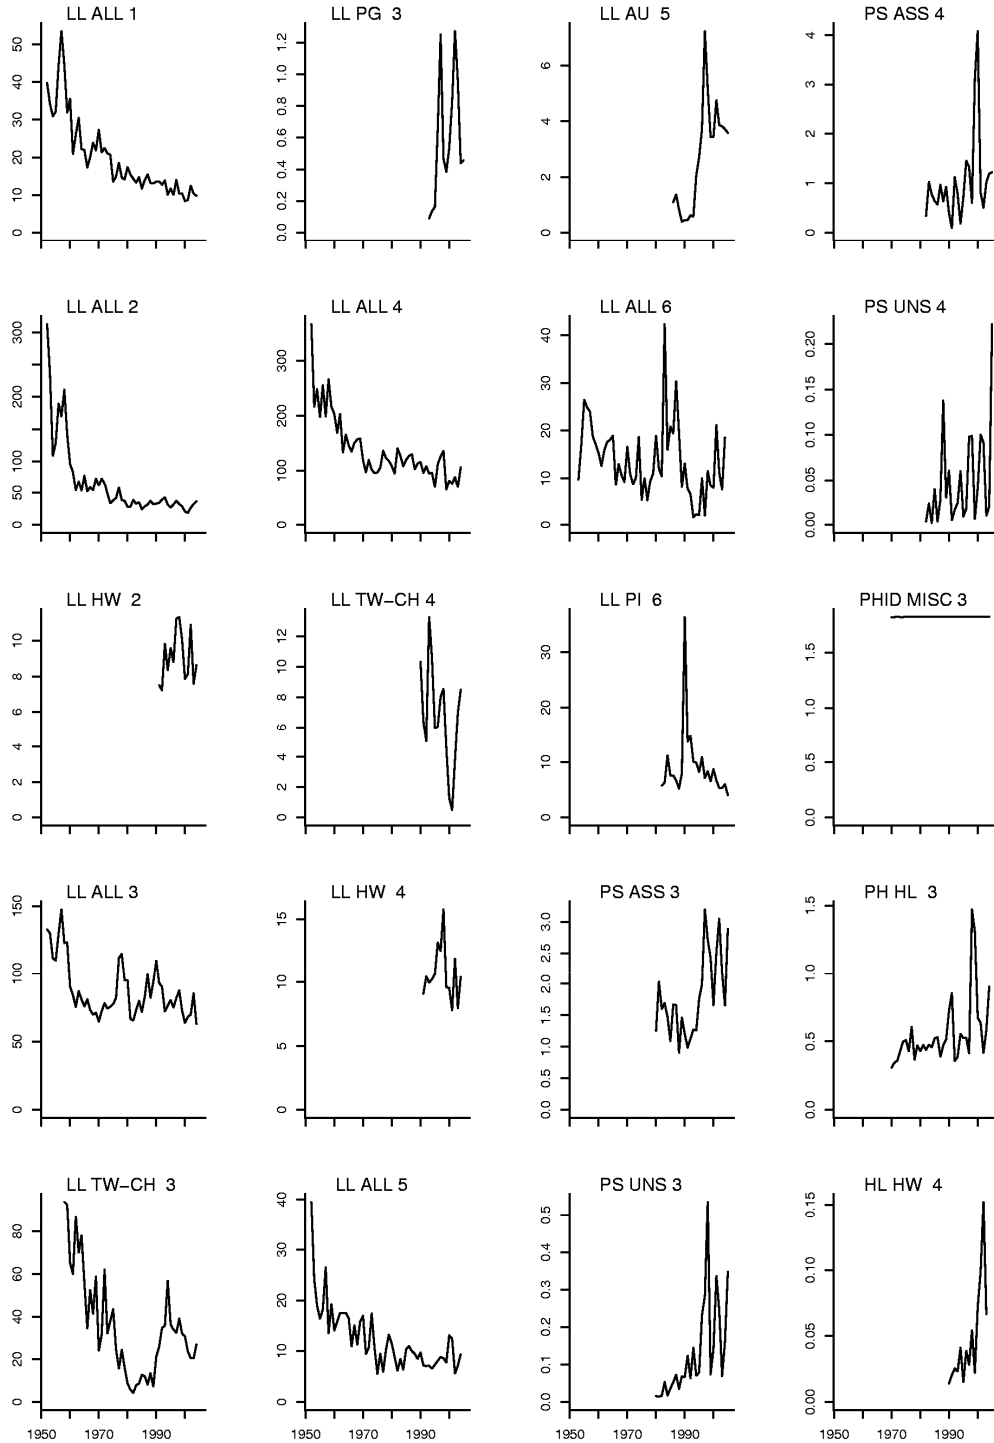 LL ALL 1
0 10 20 30 40 50
LL PG 3
0.0 0.2 0.4 0.6 0.8 1.0 1.2
LL AU 5
0 2 4 6
PS ASS 4
0 1 2 3 4
LL ALL 2
0 50 100 200 300
LL ALL 4
0 100 200 300
LL ALL 6
0 10 20 30 40
PS UNS 4
0.00 0.05 0.10 0.15 0.20
LL HW 2
0 2 4 6 8 10
LL TW−CH 4
0 2 4 6 8 10 12
LL PI 6
0 10 20 30
PHID MISC 3
0.0 0.5 1.0 1.5
LL ALL 3
0 50 100 150
LL HW 4
0 5 10 15
PS ASS 3
0.0 0.5 1.0 1.5 2.0 2.5 3.0
PH HL 3
0.0 0.5 1.0 1.5
LL TW−CH 3
0 20 40 60 80
LL ALL 5
0 10 20 30 40
PS UNS 3
0.0 0.1 0.2 0.3 0.4 0.5
HL HW 4
0.00 0.05 0.10 0.15
1950 1970 1990
1950 1970 1990
1950 1970 1990
1950 1970 1990